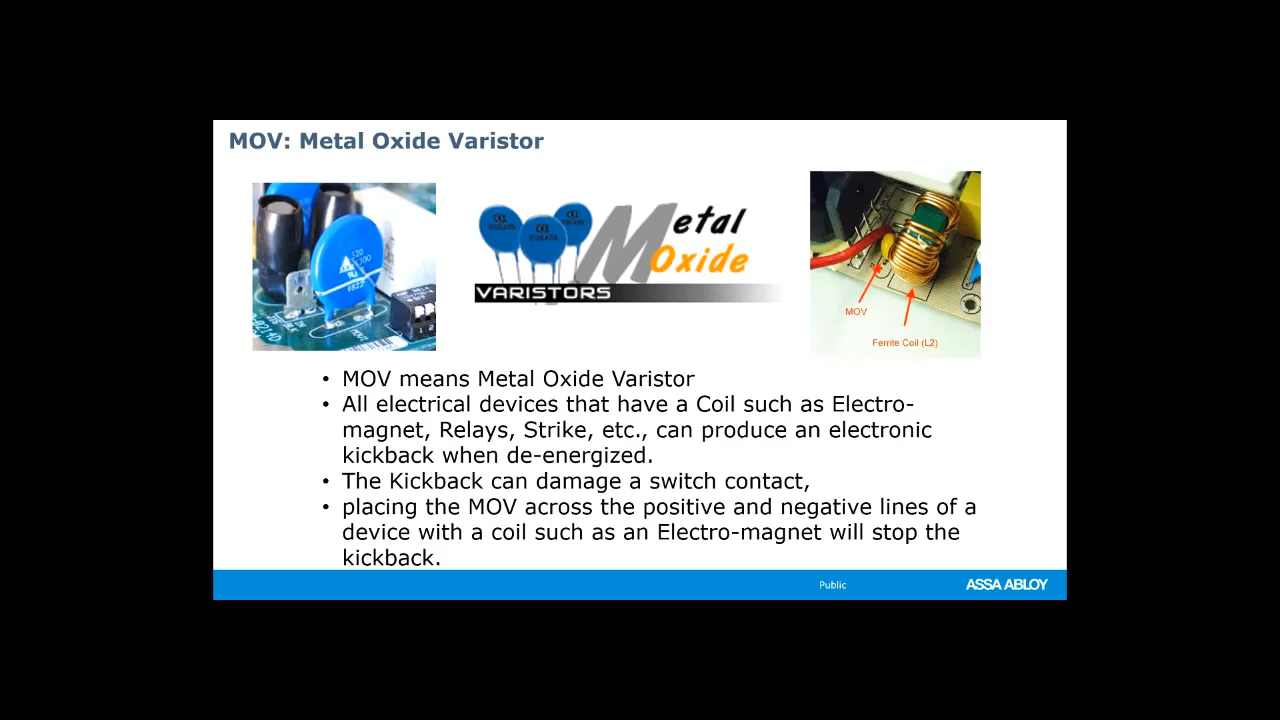 MOV: Metal Oxide Varistor
Metal
Oxide
VARISTORS
MOV
Ferrite Coil (L2)
• MOV means Metal Oxide Varistor
• All electrical devices that have a Coil such as Electro-
magnet, Relays, Strike, etc., can produce an electronic
kickback when de-energized.
• The Kickback can damage a switch contact,
• placing the MOV across the positive and negative lines of a
device with a coil such as an Electro-magnet will stop the
kickback.
Public
ASSA ABLOY